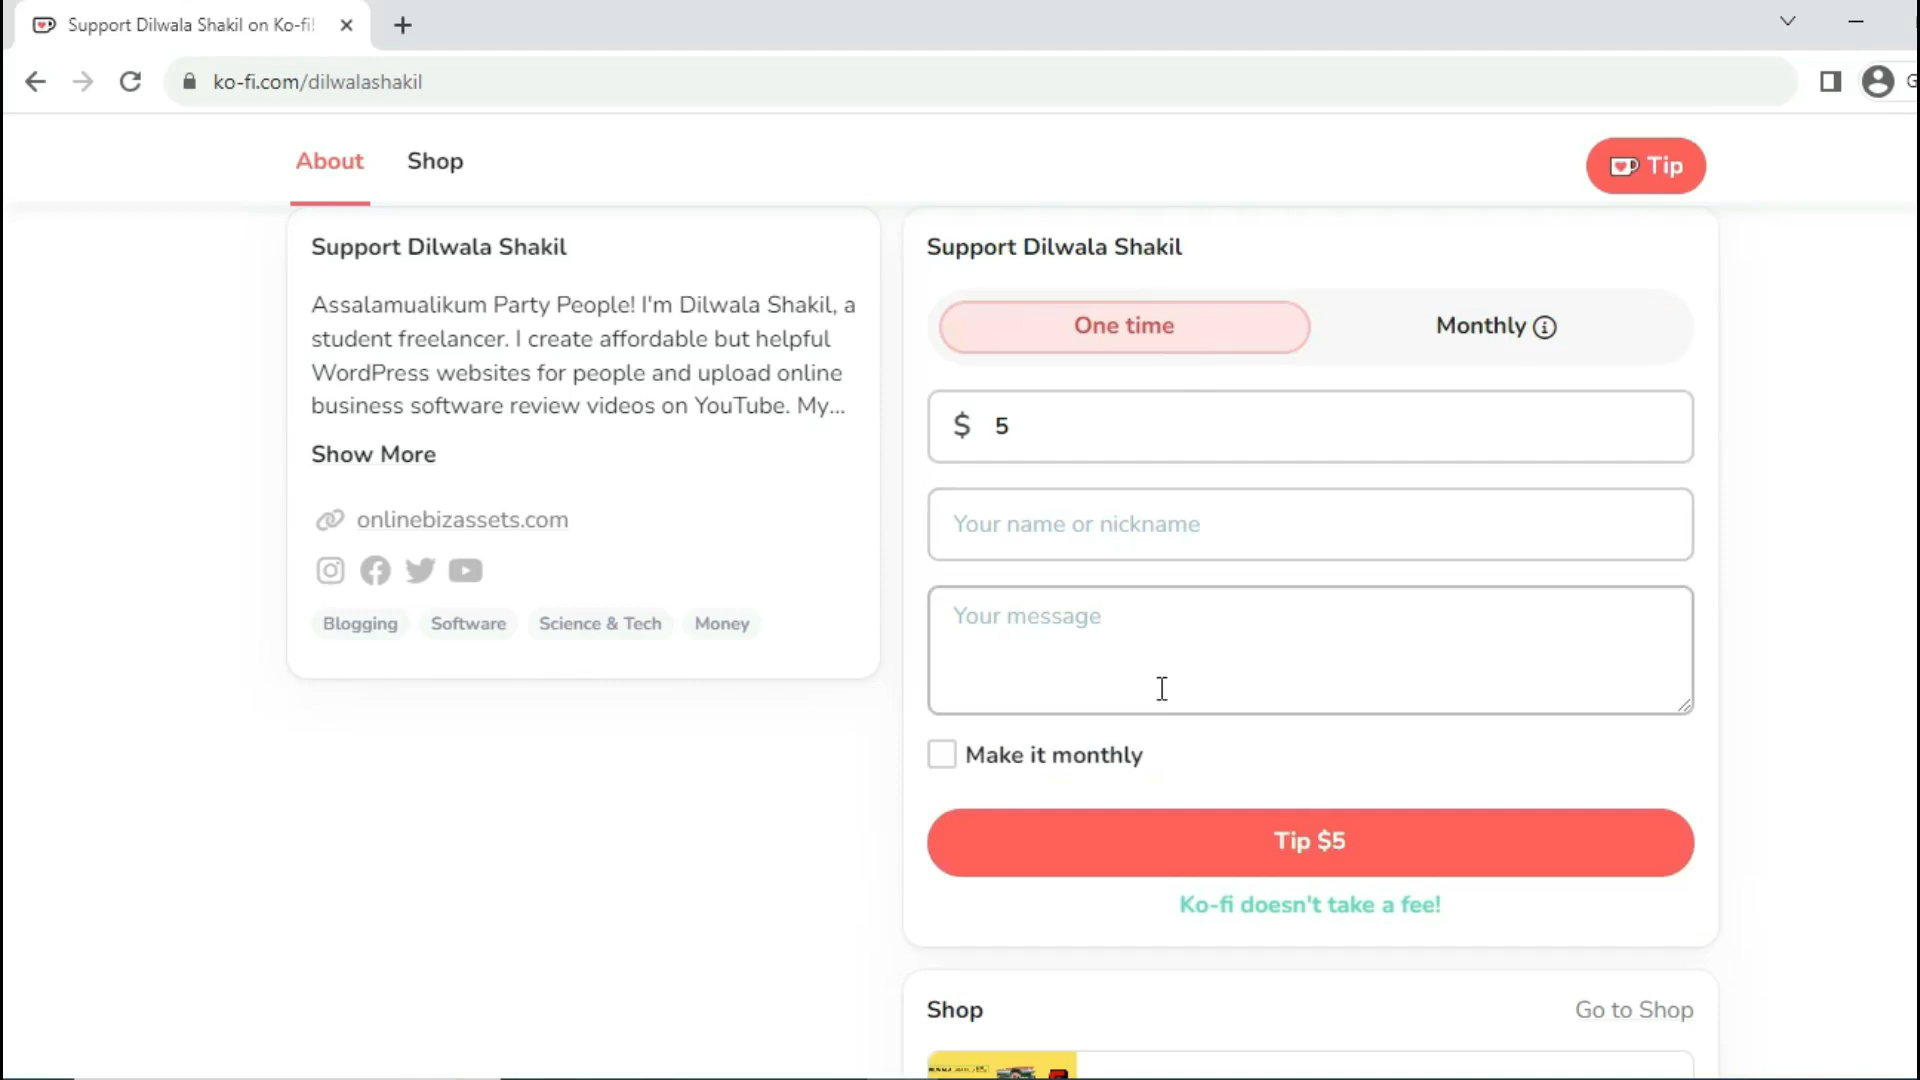 Support Dilwala Shakil on Ko-fi!
ko-fi.com/dilwalashakil
About
Shop
Tip
Support Dilwala Shakil
Assalamualikum Party People! I'm Dilwala Shakil, a
student freelancer. I create affordable but helpful
WordPress websites for people and upload online
business software review videos on YouTube. My...
Show More
onlinebizassets.com
Blogging
Software
Science & Tech
Money
Support Dilwala Shakil
One time
Monthly
$ 5
Your name or nickname
Your message
Make it monthly
Tip $5
Ko-fi doesn't take a fee!
Shop
Go to Shop